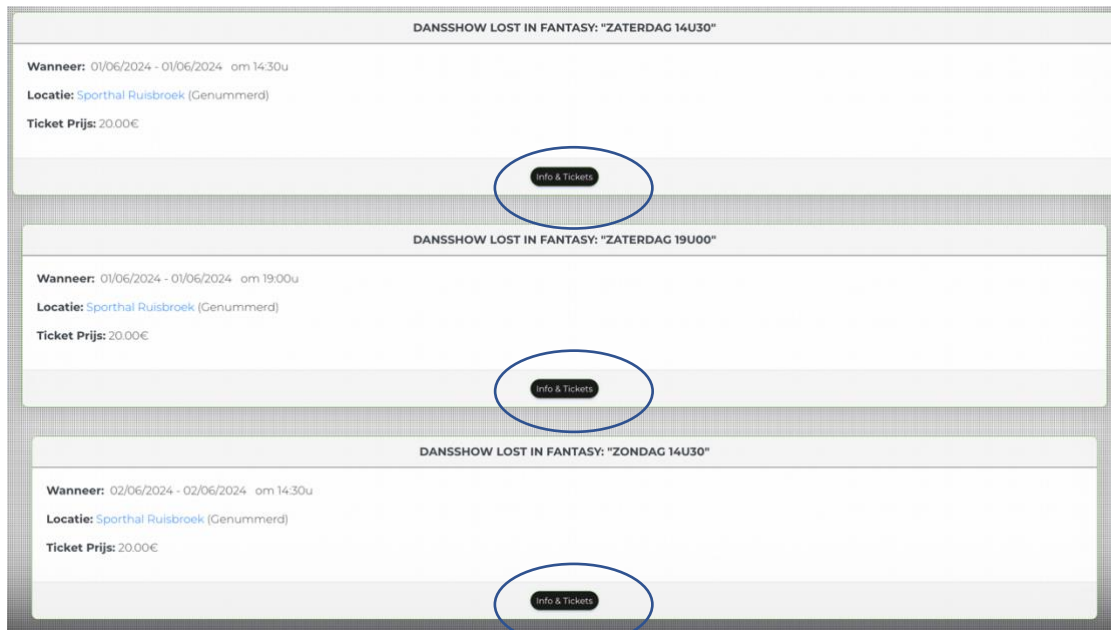 DANSSHOW LOST IN FANTASY: "ZATERDAG 14U30"
Wanneer: 01/06/2024 - 01/06/2024 om 14:30u
Locatie: Sporthal Ruisbroek (Genummerd)
Ticket Prijs: 20.00€
Info & Tickets
DANSSHOW LOST IN FANTASY: "ZATERDAG 19U00"
Wanneer: 01/06/2024 - 01/06/2024 om 19:00u
Locatie: Sporthal Ruisbroek (Genummerd)
Ticket Prijs: 20.00€
Info & Tickets
DANSSHOW LOST IN FANTASY: "ZONDAG 14U30"
Wanneer: 02/06/2024 - 02/06/2024 om 14:30u
Locatie: Sporthal Ruisbroek (Genummerd)
Ticket Prijs: 20.00€
Info & Tickets